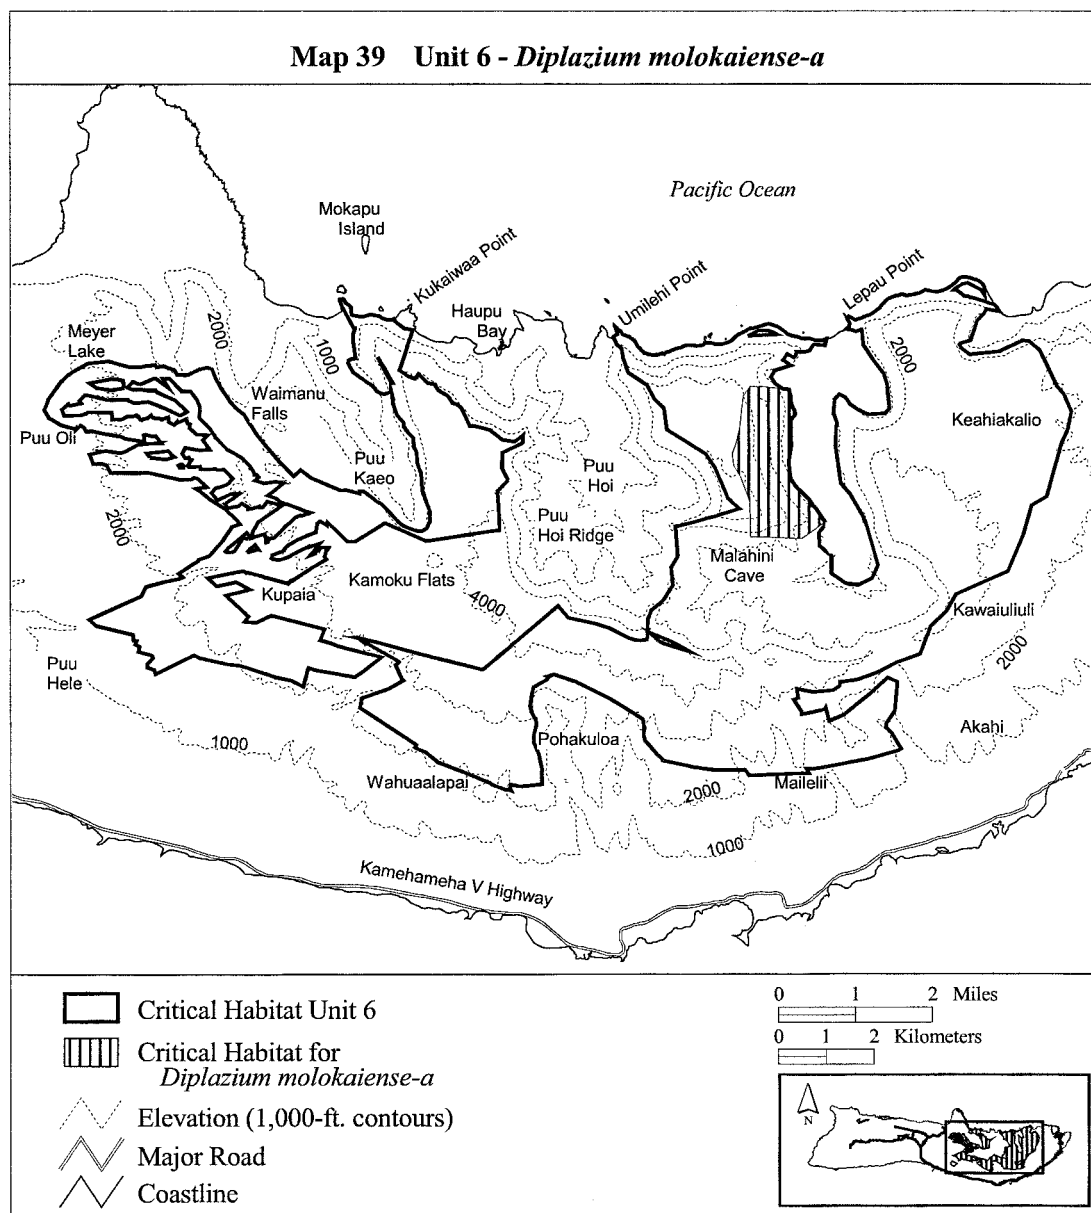 Map 39 Unit 6 - Diplazium molokaiense-a
Pacific Ocean
Mokapu
Island
Kukaiwaa Point
Haupu
Bay
Umilehi Point
Lepau Point
Meyer
Lake
2000
1000
2000
Waimanu
Falls
Keahiakalio
Puu Oli
Puu
Kaeo
Puu
Hoi
2000
Puu
Hoi Ridge
Malahini
Cave
Kamoku Flats
Kupaia
4000
Kawaiuliuli
2000
Puu
Hele
1000
Pohakuloa
Akahi
Wahuaalapai
2000
Mailelii
1000
Kamehameha V Highway
Critical Habitat Unit 6
Critical Habitat for
Diplazium molokaiense-a
Elevation (1,000-ft. contours)
Major Road
Coastline
0 1 2 Miles
0 1 2 Kilometers
N